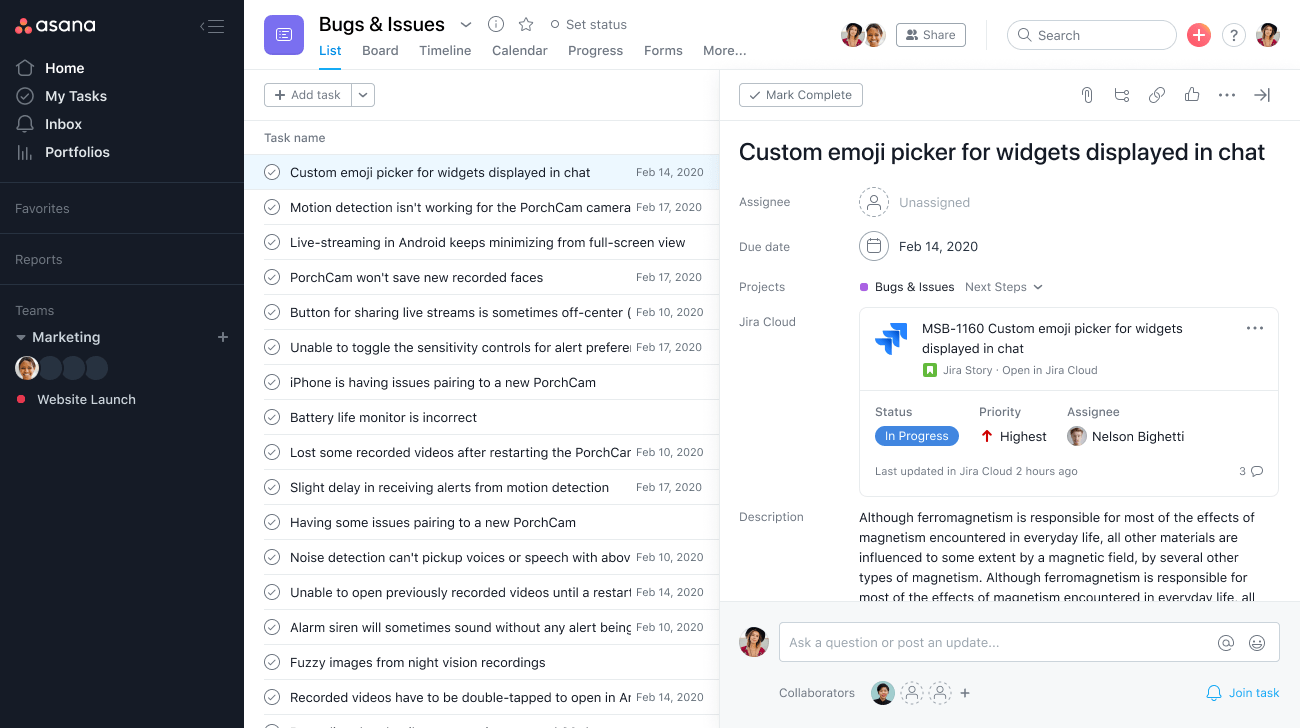 asana
Home
My Tasks
Inbox
Portfolios
Favorites
Reports
Teams
Marketing
Website Launch
Bugs & Issues
Set status
List Board Timeline Calendar Progress Forms More...
Share
Search
?
Add task
Task name
Custom emoji picker for widgets displayed in chat Feb 14, 2020
Motion detection isn't working for the PorchCam camera Feb 17, 2020
Live-streaming in Android keeps minimizing from full-screen view
PorchCam won't save new recorded faces Feb 17, 2020
Button for sharing live streams is sometimes off-center ( Feb 10, 2020
Unable to toggle the sensitivity controls for alert prefere Feb 17, 2020
iPhone is having issues pairing to a new PorchCam
Battery life monitor is incorrect
Lost some recorded videos after restarting the PorchCar Feb 10, 2020
Slight delay in receiving alerts from motion detection Feb 17, 2020
Having some issues pairing to a new PorchCam
Noise detection can't pickup voices or speech with abov Feb 10, 2020
Unable to open previously recorded videos until a restart Feb 14, 2020
Alarm siren will sometimes sound without any alert being Feb 10, 2020
Fuzzy images from night vision recordings
Recorded videos have to be double-tapped to open in Ar Feb 14, 2020
Mark Complete
Custom emoji picker for widgets displayed in chat
Assignee Unassigned
Due date Feb 14, 2020
Projects Bugs & Issues Next Steps
Jira Cloud
MSB-1160 Custom emoji picker for widgets
displayed in chat
Jira Story · Open in Jira Cloud
Status Priority Assignee
In Progress Highest Nelson Bighetti
Last updated in Jira Cloud 2 hours ago 3
Description
Although ferromagnetism is responsible for most of the effects of
magnetism encountered in everyday life, all other materials are
influenced to some extent by a magnetic field, by several other
types of magnetism. Although ferromagnetism is responsible for
most of the effects of magnetism encountered in everyday life, all
Ask a question or post an update...
Collaborators
Join task